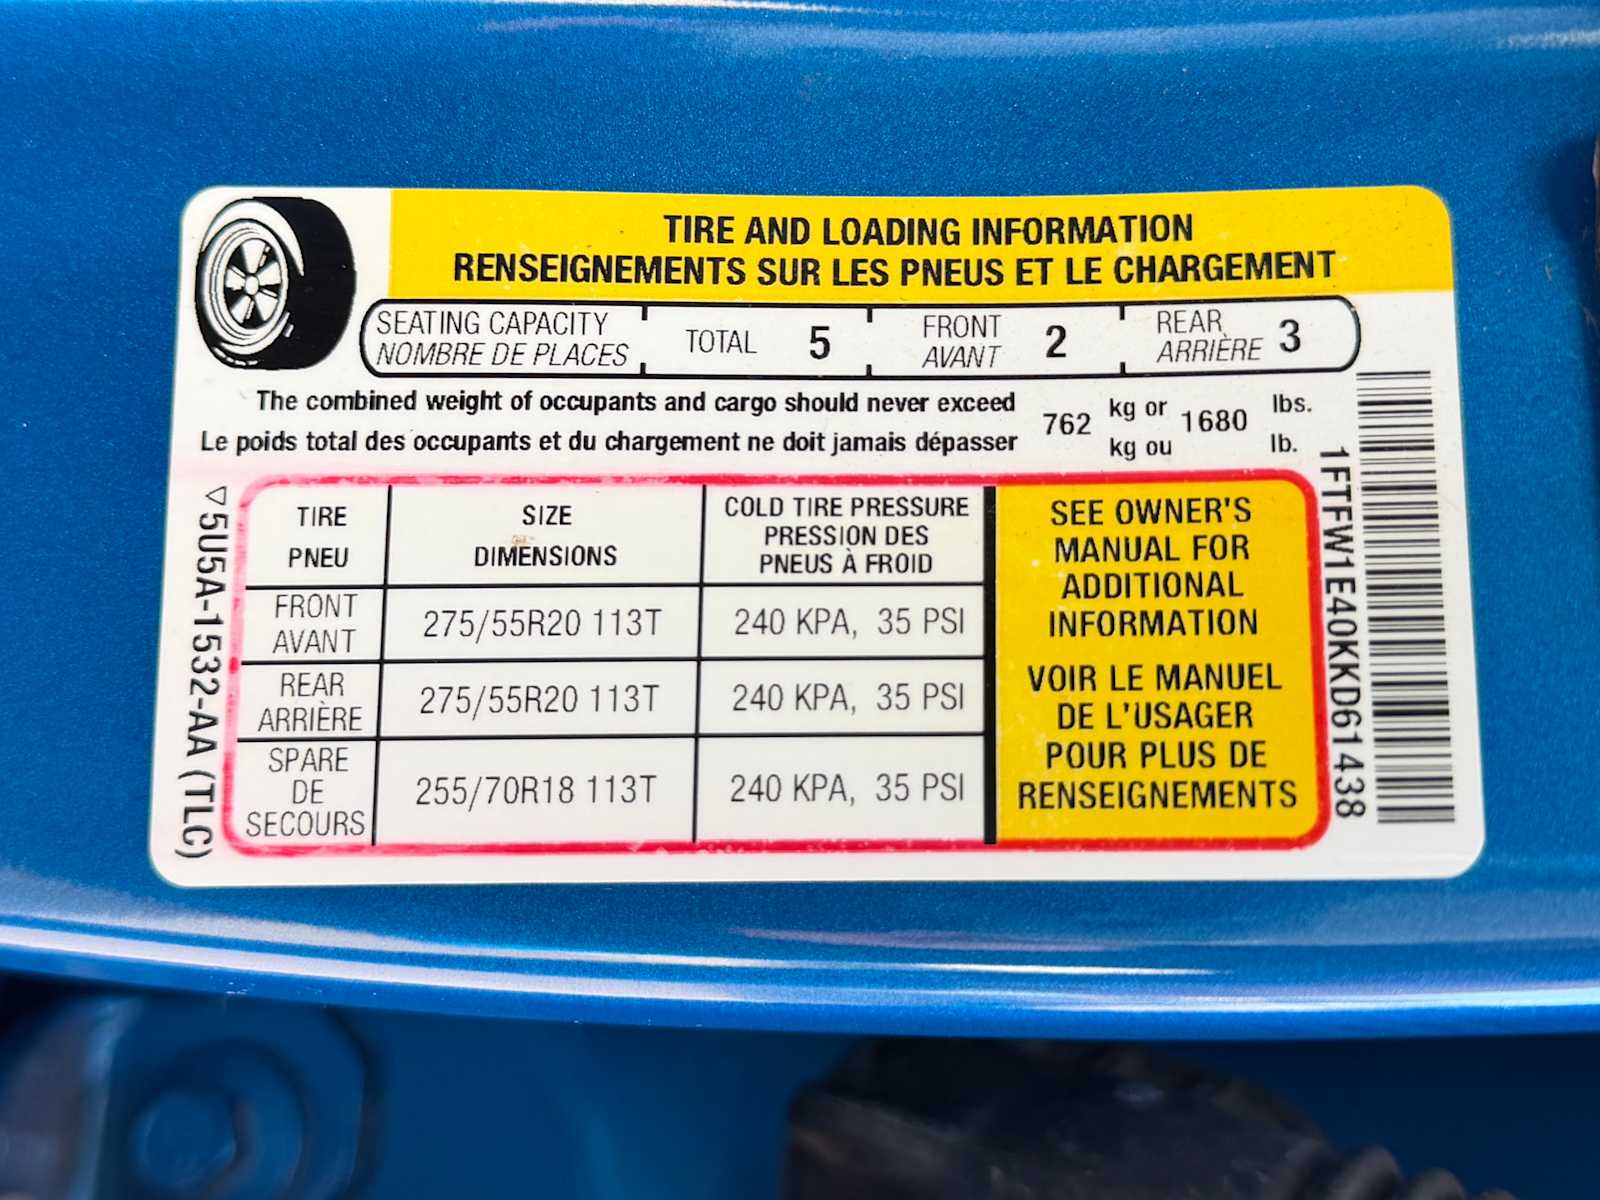 TIRE AND LOADING INFORMATION
RENSEIGNEMENTS SUR LES PNEUS ET LE CHARGEMENT
SEATING CAPACITY
NOMBRE DE PLACES
TOTAL 5
FRONT
AVANT
2
REAR
ARRIÈRE
3
The combined weight of occupants and cargo should never exceed
Le poids total des occupants et du chargement ne doit jamais dépasser
762
kg or
kg ou
1680
lbs.
lb.
5U5A-1532-AA (TLC)
TIRE
PNEU
SIZE
DIMENSIONS
COLD TIRE PRESSURE
PRESSION DES
PNEUS À FROID
FRONT
AVANT
275/55R20 113T
240 KPA, 35 PSI
REAR
ARRIÈRE
275/55R20 113T
240 KPA, 35 PSI
SPARE
DE
SECOURS
255/70R18 113T
240 KPA, 35 PSI
SEE OWNER'S
MANUAL FOR
ADDITIONAL
INFORMATION
VOIR LE MANUEL
DE L'USAGER
POUR PLUS DE
RENSEIGNEMENTS
1FTFW1E40KKD61438